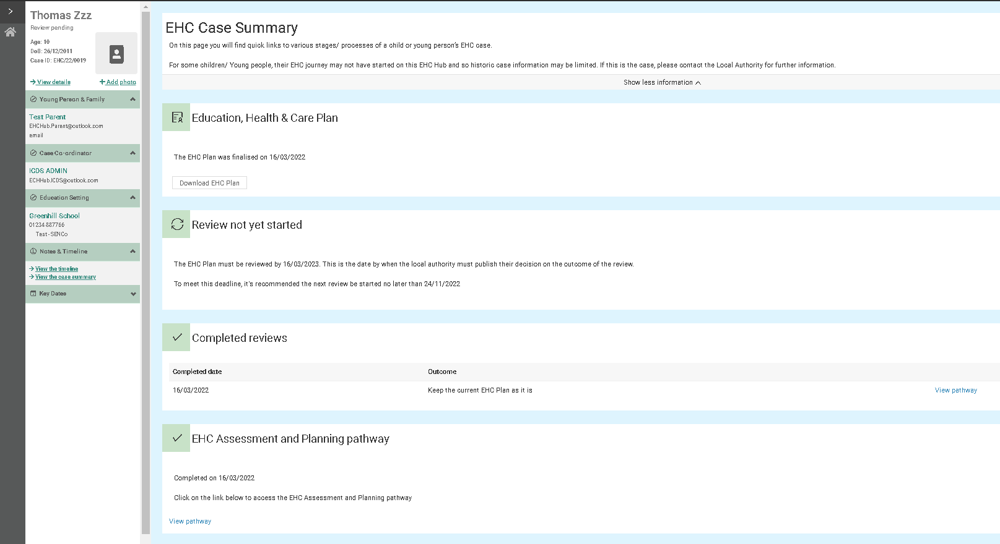 Thomas Zzz
Review pending
Age: 10
DoB: 26/12/2011
Case ID: EHC/22/0019
View details
Add photo
Young Person & Family
Test Parent
EHCHub.Parent@outlook.com
email
Case Co-ordinator
ICDS ADMIN
ECHHub.ICDS@outlook.com
Education Setting
Greenhill School
01234 887766
Test - SENCo
Notes & Timeline
View the timeline
View the case summary
Key Dates
EHC Case Summary
On this page you will find quick links to various stages/ processes of a child or young person's EHC case.
For some children/ Young people, their EHC journey may not have started on this EHC Hub and so historic case information may be limited. If this is the case, please contact the Local Authority for further information.
Show less information
Education, Health & Care Plan
The EHC Plan was finalised on 16/03/2022
Download EHC Plan
Review not yet started
The EHC Plan must be reviewed by 16/03/2023. This is the date by when the local authority must publish their decision on the outcome of the review.
To meet this deadline, it's recommended the next review be started no later than 24/11/2022
Completed reviews
Completed date Outcome
16/03/2022 Keep the current EHC Plan as it is View pathway
EHC Assessment and Planning pathway
Completed on 16/03/2022
Click on the link below to access the EHC Assessment and Planning pathway
View pathway